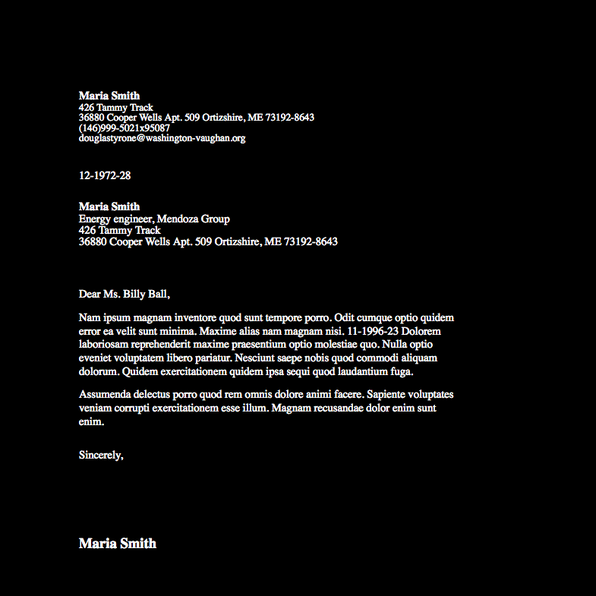 Maria Smith
426 Tammy Track
36880 Cooper Wells Apt. 509 Ortizshire, ME 73192-8643
(146)999-5021x95087
douglastyrone@washington-vaughan.org
12-1972-28
Maria Smith
Energy engineer, Mendoza Group
426 Tammy Track
36880 Cooper Wells Apt. 509 Ortizshire, ME 73192-8643
Dear Ms. Billy Ball,
Nam ipsum magnam inventore quod sunt tempore porro. Odit cumque optio quidem
error ea velit sunt minima. Maxime alias nam magnam nisi. 11-1996-23 Dolorem
laboriosam reprehenderit maxime praesentium optio molestiae quo. Nulla optio
eveniet voluptatem libero pariatur. Nesciunt saepe nobis quod commodi aliquam
dolorum. Quidem exercitationem quidem ipsa sequi quod laudantium fuga.
Assumenda delectus porro quod rem omnis dolore animi facere. Sapiente voluptates
veniam corrupti exercitationem esse illum. Magnam recusandae dolor enim sunt
enim.
Sincerely,
Maria Smith